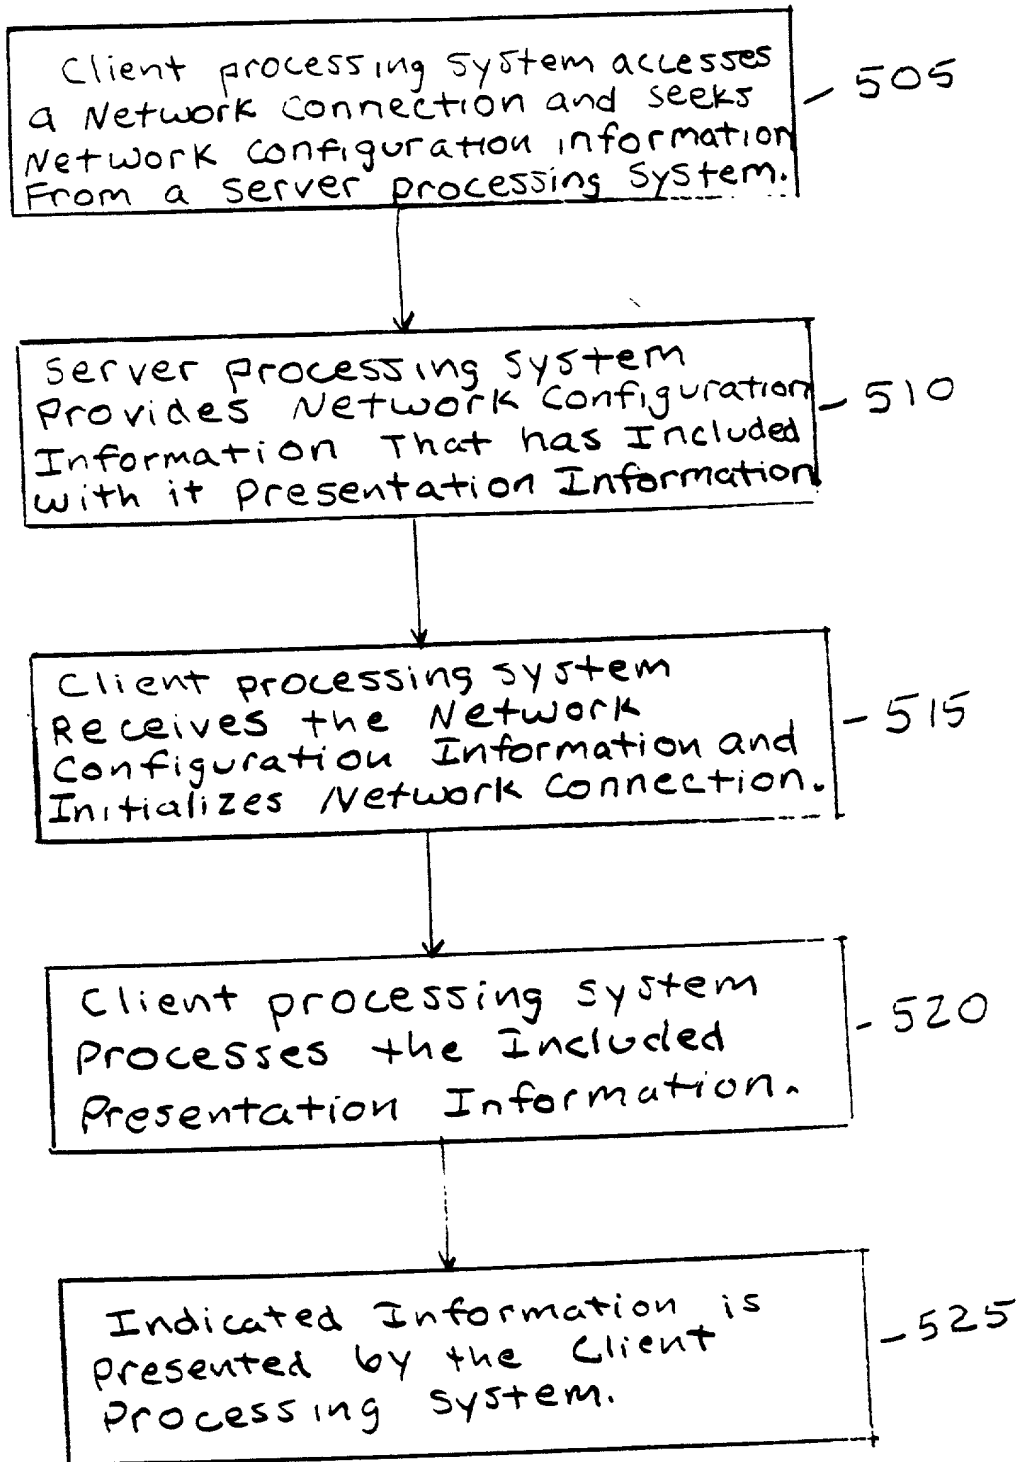 Client processing system accesses
a Network Connection and seeks
Network Configuration information
From a server processing System.
505
Server processing system
Provides Network Configuration
Information That has Included
with it Presentation Information
510
Client processing system
Receives the Network
Configuration Information and
Initializes Network Connection.
515
Client processing system
Processes the Included
Presentation Information.
520
Indicated Information is
Presented by the Client
Processing System.
525